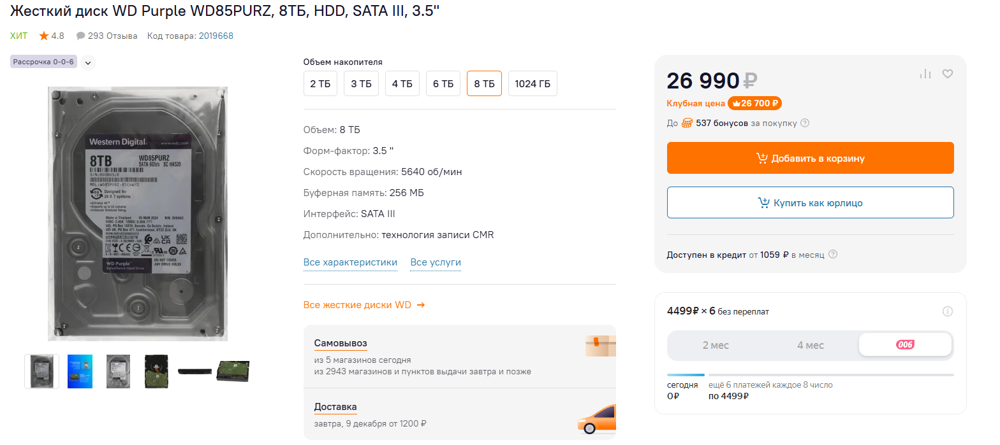 Жесткий диск WD Purple WD85PURZ, 8ТБ, HDD, SATA III, 3.5"
ХИТ 4.8 293 Отзыва Код товара: 2019668
Рассрочка 0-0-6
Western Digital. www.wdc.com
8TB WD85PURZ
SATA 6Gb/s SC HA520
Designed for
24 X 7 systems
WD Purple™
Surveillance Hard Drive
DO NOT COVER
ANY DRIVE HOLES
Объем накопителя
2 ТБ 3 ТБ 4 ТБ 6 ТБ 8 ТБ 1024 ГБ
Объем: 8 ТБ
Форм-фактор: 3.5 "
Скорость вращения: 5640 об/мин
Буферная память: 256 МБ
Интерфейс: SATA III
Дополнительно: технология записи CMR
Все характеристики Все услуги
Все жесткие диски WD →
Самовывоз
из 5 магазинов сегодня
из 2943 магазинов и пунктов выдачи завтра и позже
Доставка
завтра, 9 декабря от 1200 ₽
26 990 ₽
Клубная цена 26 700 ₽
До 537 бонусов за покупку ?
Добавить в корзину
Купить как юрлицо
Доступен в кредит от 1059 ₽ в месяц ?
4499₽ × 6 без переплат
2 мес 4 мес 006
сегодня ещё 6 платежей каждое 8 число
0₽ по 4499₽